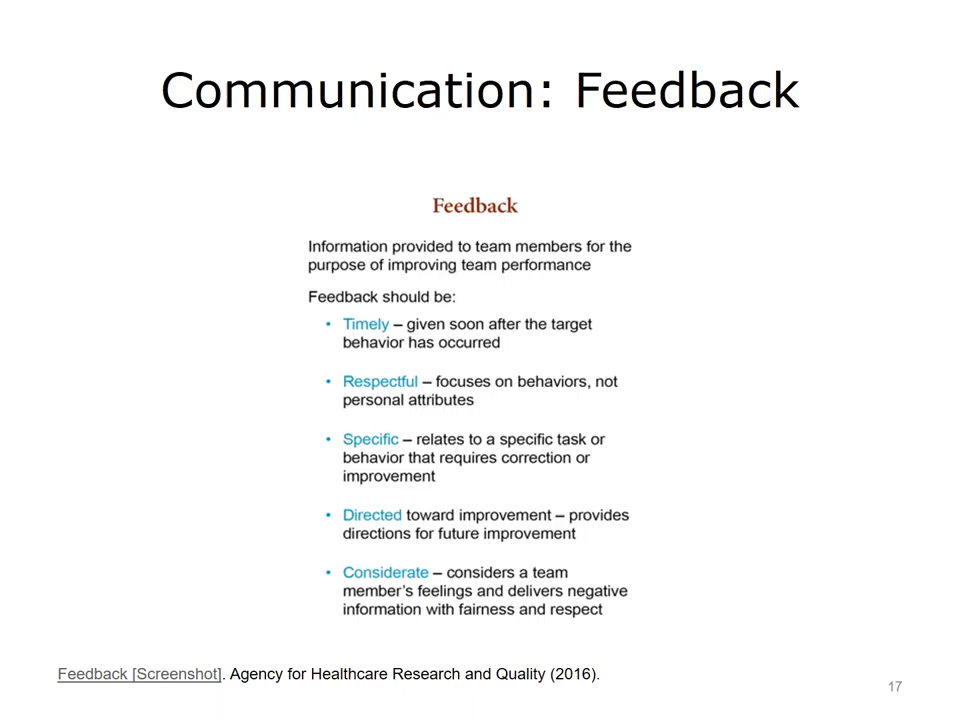 Communication: Feedback
Feedback
Information provided to team members for the
purpose of improving team performance
Feedback should be:
• Timely – given soon after the target
behavior has occurred
• Respectful – focuses on behaviors, not
personal attributes
• Specific – relates to a specific task or
behavior that requires correction or
improvement
• Directed toward improvement – provides
directions for future improvement
• Considerate – considers a team
member's feelings and delivers negative
information with fairness and respect
Feedback [Screenshot]. Agency for Healthcare Research and Quality (2016).
17